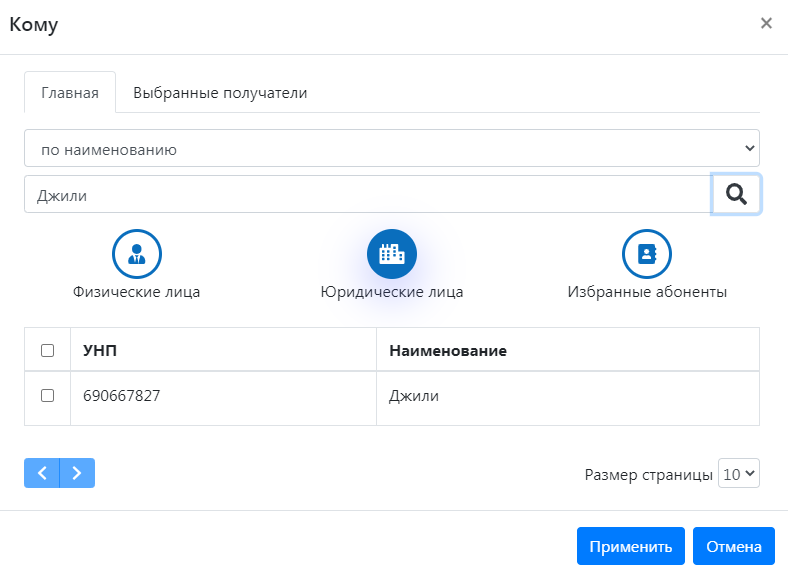 Кому
Главная
Выбранные получатели
по наименованию
Джили
Физические лица
Юридические лица
Избранные абоненты
УНП
Наименование
690667827
Джили
Размер страницы
10
Применить
Отмена